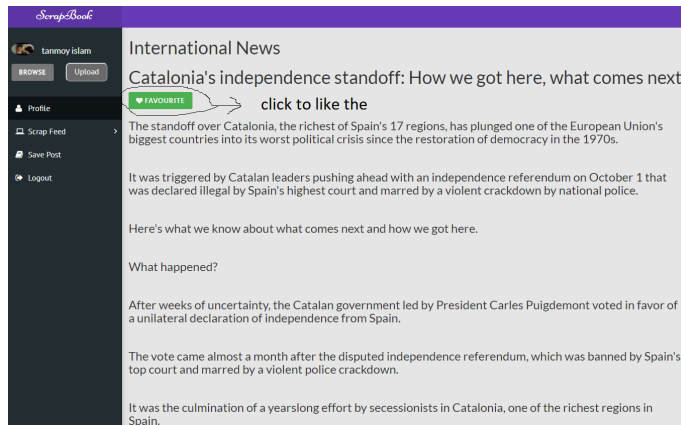 ScrapBook
tanmoy islam
BROWSE
Upload
Profile
Scrap Feed
Save Post
Logout
International News
Catalonia's independence standoff: How we got here, what comes next
FAVOURITE
click to like the
The standoff over Catalonia, the richest of Spain's 17 regions, has plunged one of the European Union's
biggest countries into its worst political crisis since the restoration of democracy in the 1970s.
It was triggered by Catalan leaders pushing ahead with an independence referendum on October 1 that
was declared illegal by Spain's highest court and marred by a violent crackdown by national police.
Here's what we know about what comes next and how we got here.
What happened?
After weeks of uncertainty, the Catalan government led by President Carles Puigdemont voted in favor of
a unilateral declaration of independence from Spain.
The vote came almost a month after the disputed independence referendum, which was banned by Spain's
top court and marred by a violent police crackdown.
It was the culmination of a yearslong effort by secessionists in Catalonia, one of the richest regions in
Spain.